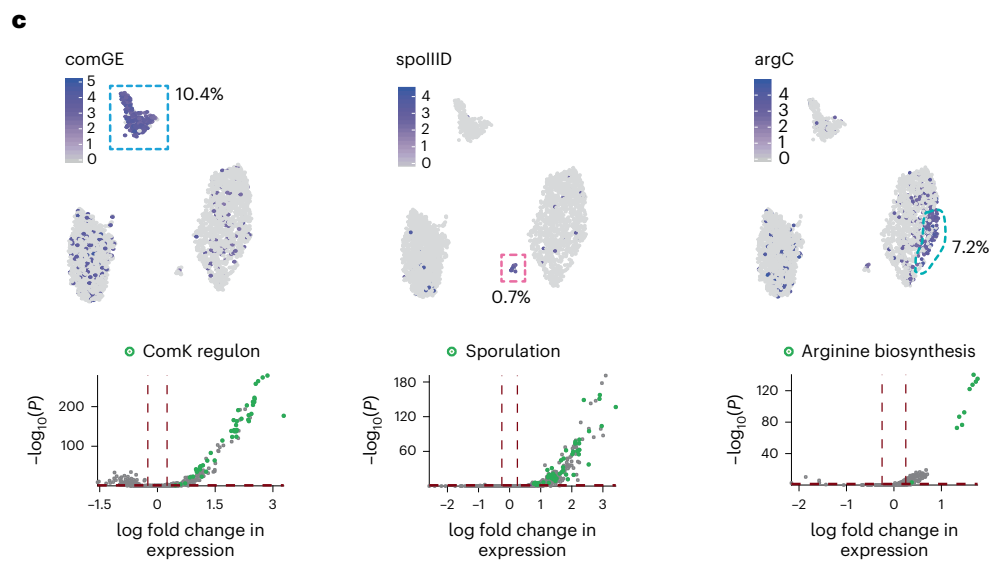 c
comGE
spoIIID
argC
5
4
3
2
1
0
10.4%
4
3
2
1
0
0.7%
4
3
2
1
0
7.2%
ComK regulon
Sporulation
Arginine biosynthesis
–log10(P)
200
100
–1.5
0
1.5
3
log fold change in
expression
–log10(P)
180
120
60
–2
–1
0
1
2
3
log fold change in
expression
–log10(P)
120
80
40
–2
–1
0
1
log fold change in
expression